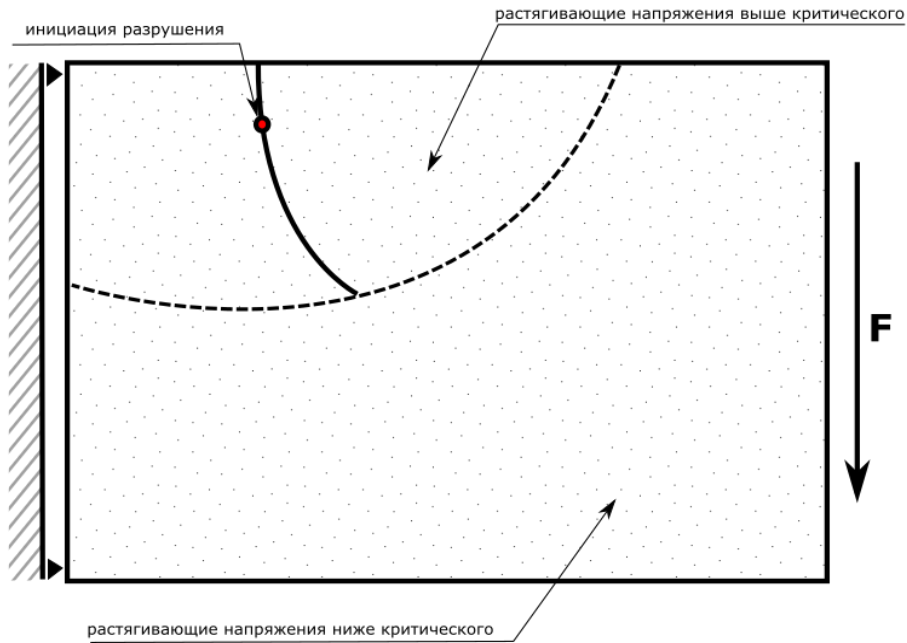 растягивающие напряжения выше критического
инициация разрушения
F
растягивающие напряжения ниже критического